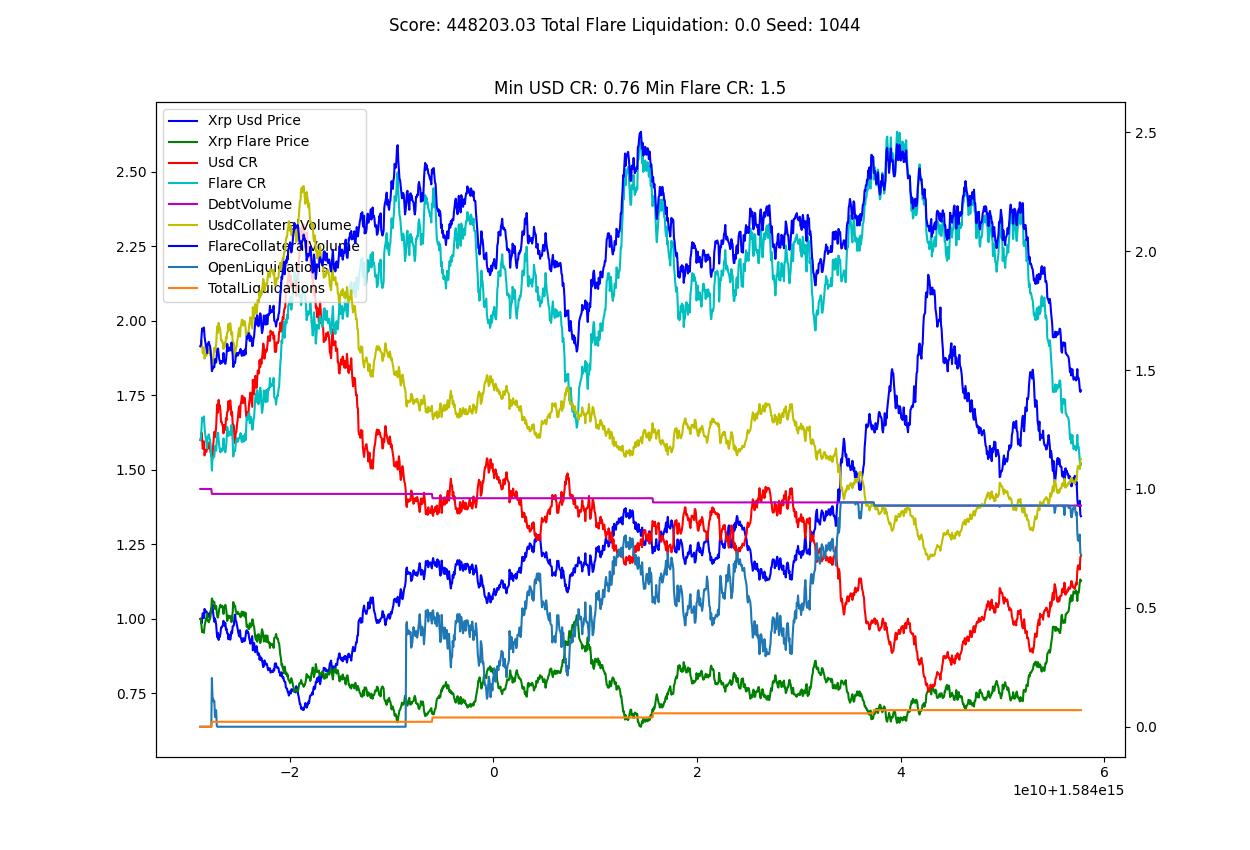 Score: 448203.03 Total Flare Liquidation: 0.0 Seed: 1044
Min USD CR: 0.76 Min Flare CR: 1.5
Xrp Usd Price
Xrp Flare Price
Usd CR
Flare CR
DebtVolume
UsdCollateralVolume
FlareCollateralVolume
OpenLiquidations
TotalLiquidations
2.50
2.25
2.00
1.75
1.50
1.25
1.00
0.75
2.5
2.0
1.5
1.0
0.5
0.0
−2
0
2
4
6
1e10+1.584e15